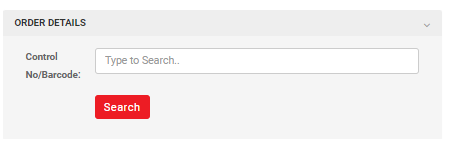 ORDER DETAILS
Control
No/Barcode:
Type to Search..
Search